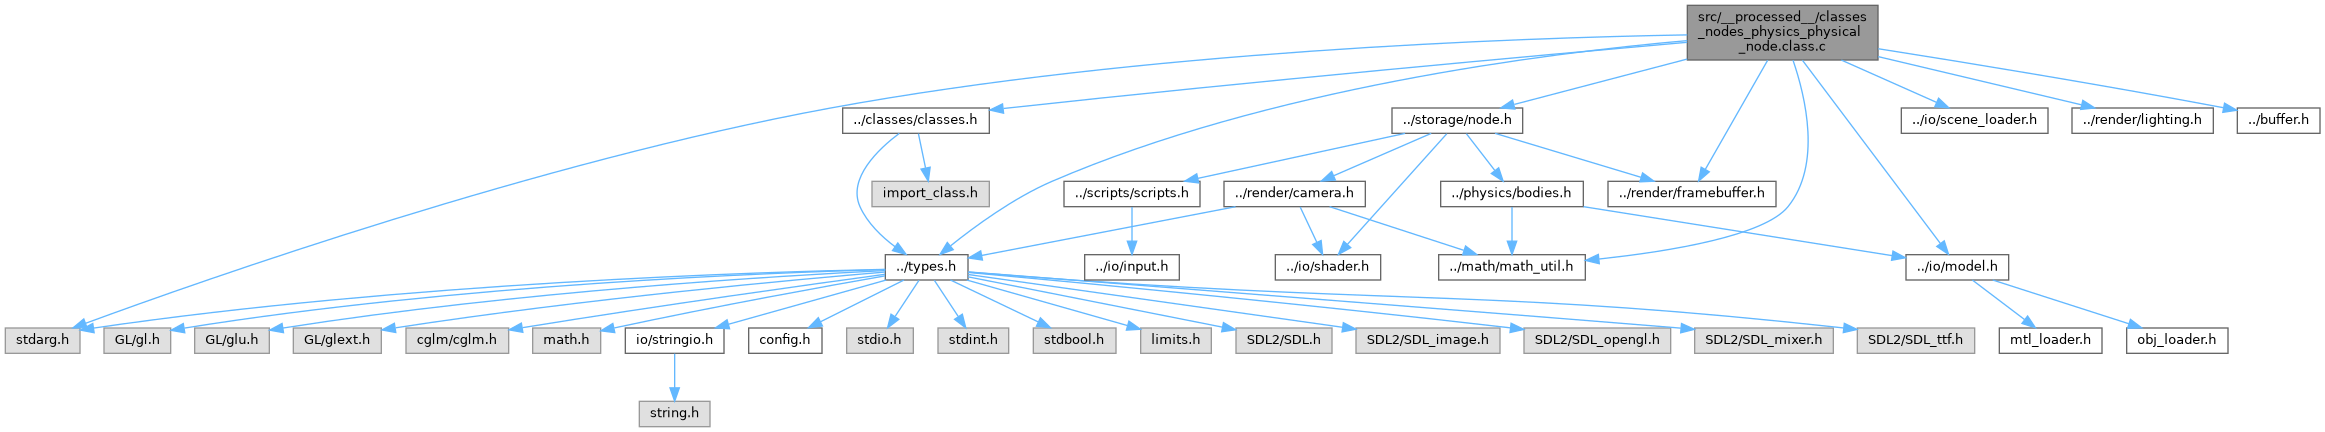 src/__processed__/classes
_nodes_physics_physical
_node.class.c
../classes/classes.h
../storage/node.h
../io/scene_loader.h
../render/lighting.h
../buffer.h
import_class.h
../scripts/scripts.h
../render/camera.h
../physics/bodies.h
../render/framebuffer.h
../types.h
../io/input.h
../io/shader.h
../math/math_util.h
../io/model.h
stdarg.h
GL/gl.h
GL/glu.h
GL/glext.h
cglm/cglm.h
math.h
io/stringio.h
config.h
stdio.h
stdint.h
stdbool.h
limits.h
SDL2/SDL.h
SDL2/SDL_image.h
SDL2/SDL_opengl.h
SDL2/SDL_mixer.h
SDL2/SDL_ttf.h
mtl_loader.h
obj_loader.h
string.h